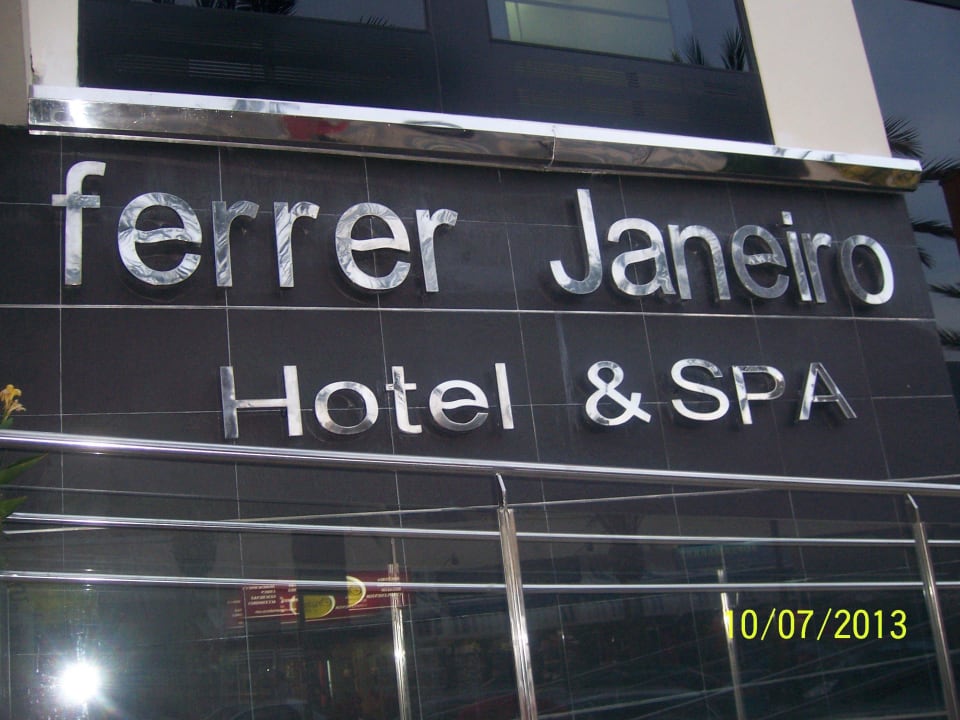 ferrer Janeiro
Hotel & SPA
10/07/2013